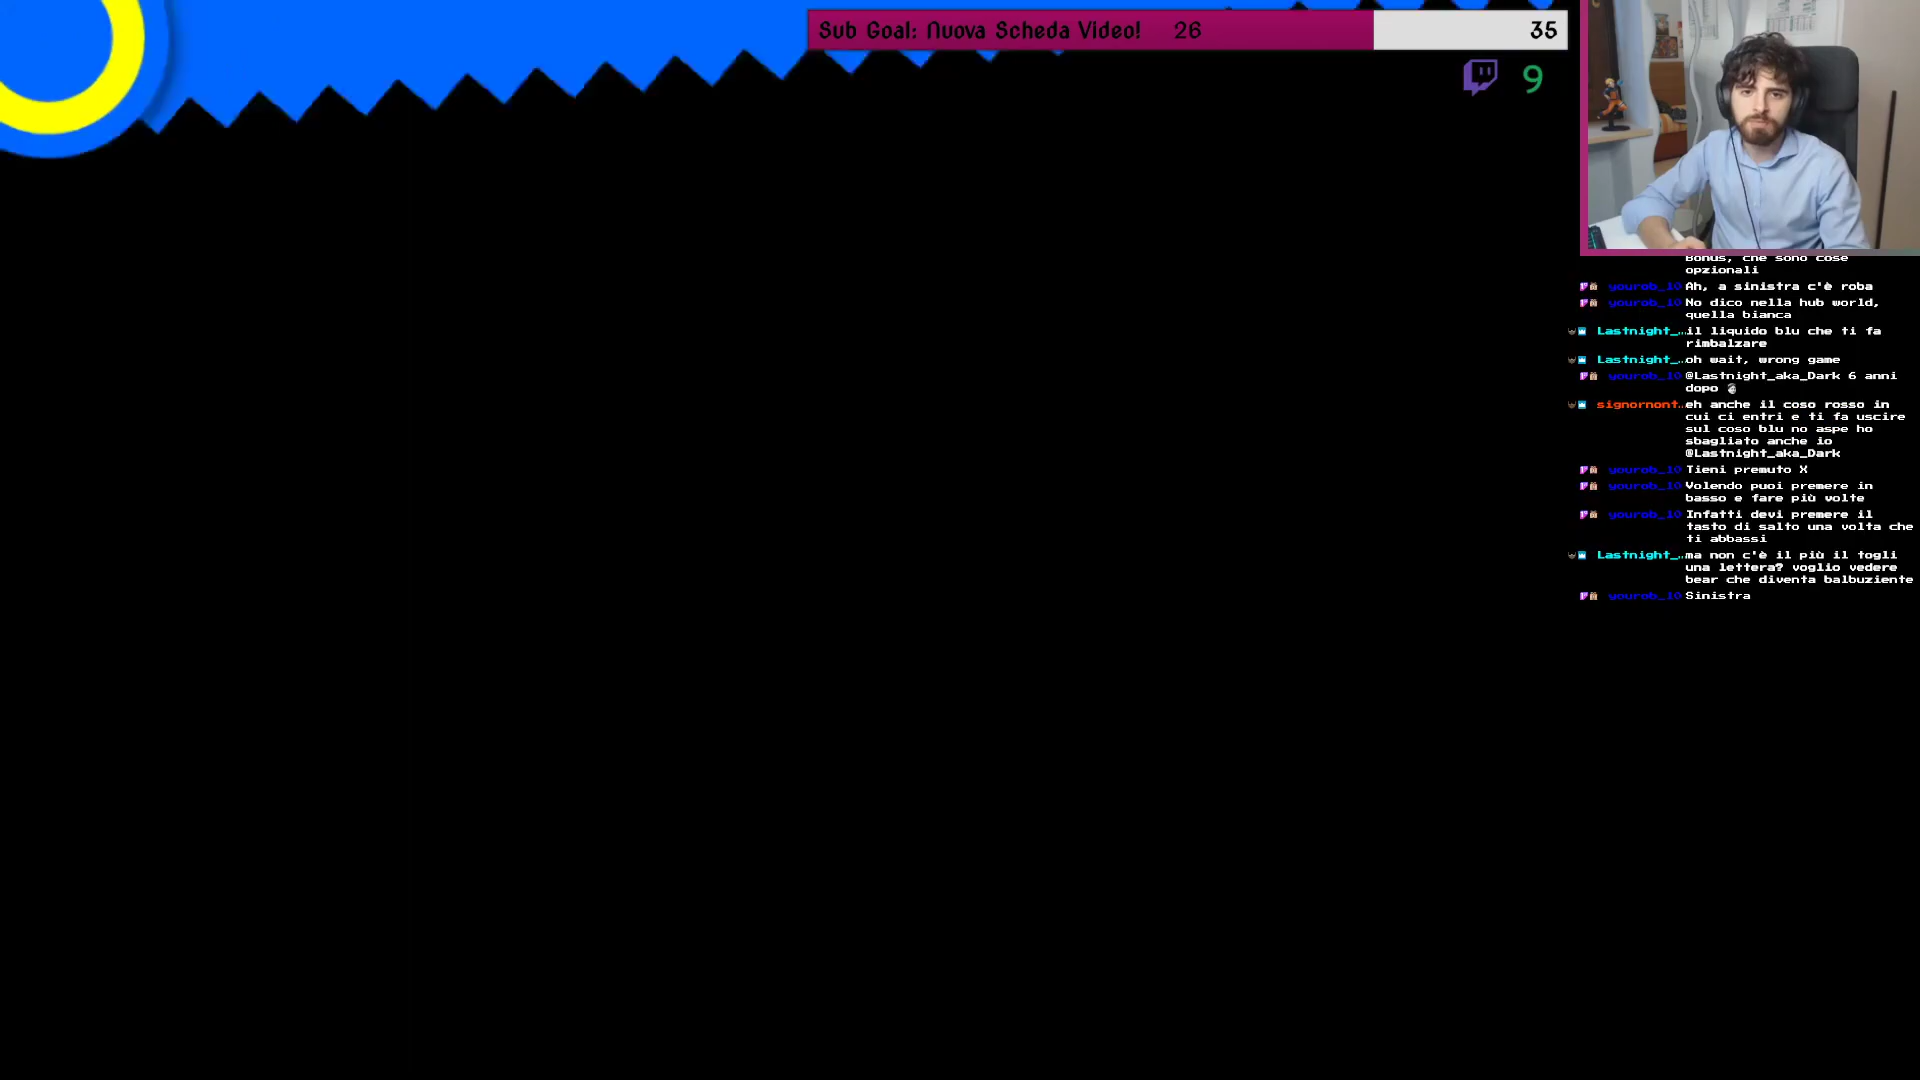 Sub Goal: Nuova Scheda Video! 26 35
9
Bonus, che sono cose
opzionali
yourob_10 Ah, a sinistra c'è roba
yourob_10 No dico nella hub world,
quella bianca
Lastnight_… il liquido blu che ti fa
rimbalzare
Lastnight_… oh wait, wrong game
yourob_10 @Lastnight_aka_Dark 6 anni
dopo
signornont… eh anche il coso rosso in
cui ci entri e ti fa uscire
sul coso blu no aspe ho
sbagliato anche io
@Lastnight_aka_Dark
yourob_10 Tieni premuto X
yourob_10 Volendo puoi premere in
basso e fare più volte
yourob_10 Infatti devi premere il
tasto di salto una volta che
ti abbassi
Lastnight_… ma non c'è il più il togli
una lettera? voglio vedere
bear che diventa balbuziente
yourob_10 Sinistra